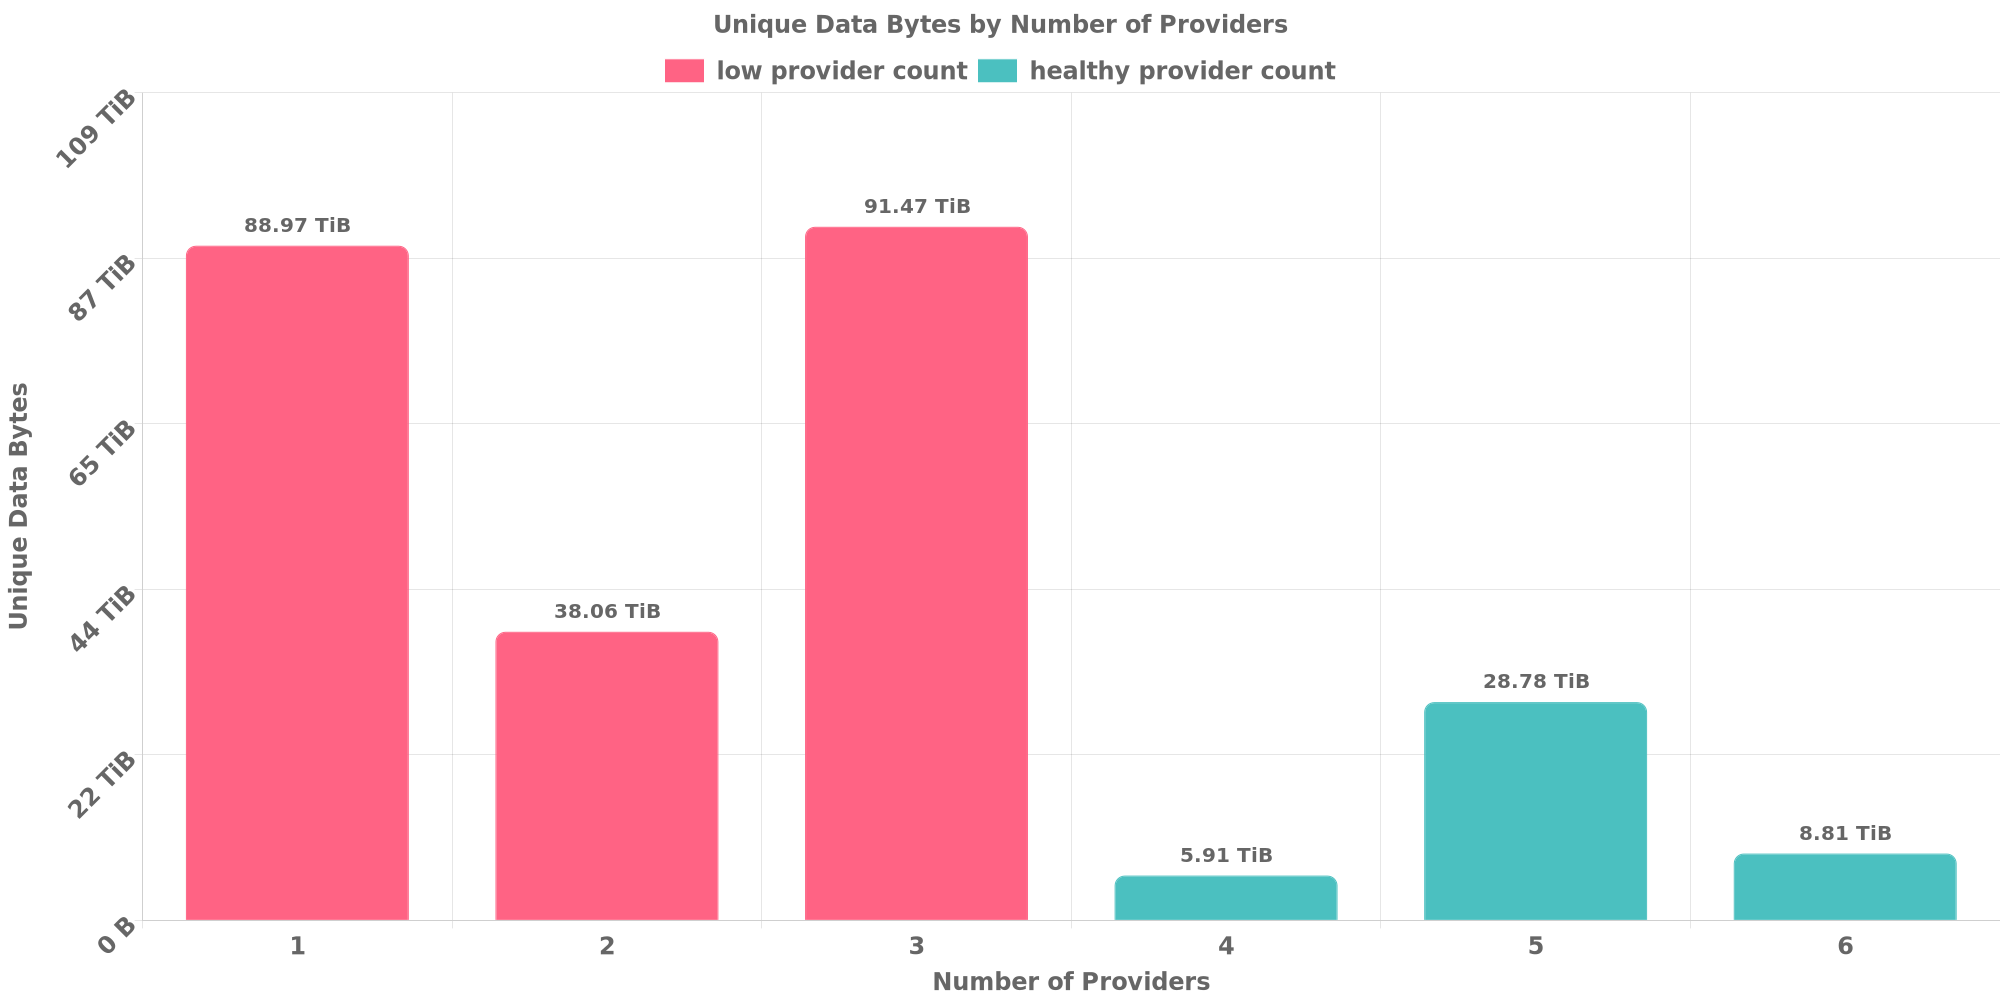 Unique Data Bytes by Number of Providers
low provider count healthy provider count
109 TiB
87 TiB
65 TiB
44 TiB
22 TiB
0 B
Unique Data Bytes
88.97 TiB
38.06 TiB
91.47 TiB
5.91 TiB
28.78 TiB
8.81 TiB
1 2 3 4 5 6
Number of Providers